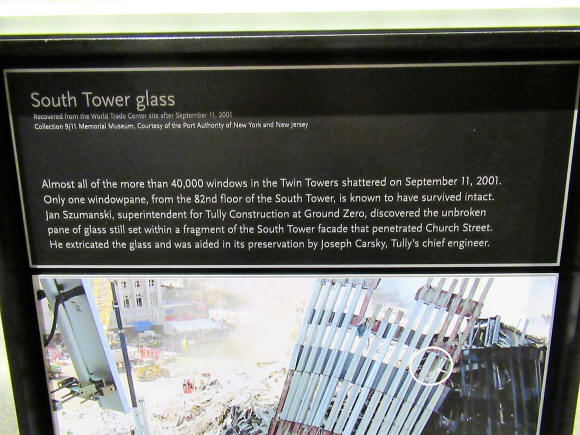 South Tower glass
Recovered from the World Trade Center site after September 11, 2001
Collection 9/11 Memorial Museum, Courtesy of the Port Authority of New York and New Jersey
Almost all of the more than 40,000 windows in the Twin Towers shattered on September 11, 2001.
Only one windowpane, from the 82nd floor of the South Tower, is known to have survived intact.
Jan Szumanski, superintendent for Tully Construction at Ground Zero, discovered the unbroken
pane of glass still set within a fragment of the South Tower facade that penetrated Church Street.
He extricated the glass and was aided in its preservation by Joseph Carsky, Tully's chief engineer.